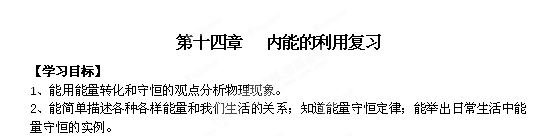 第十四章 内能的利用复习
【学习目标】
1、能用能量转化和守恒的观点分析物理现象。
2、能简单描述各种各样能量和我们生活的关系；知道能量守恒定律；能举出日常生活中能
量守恒的实例。